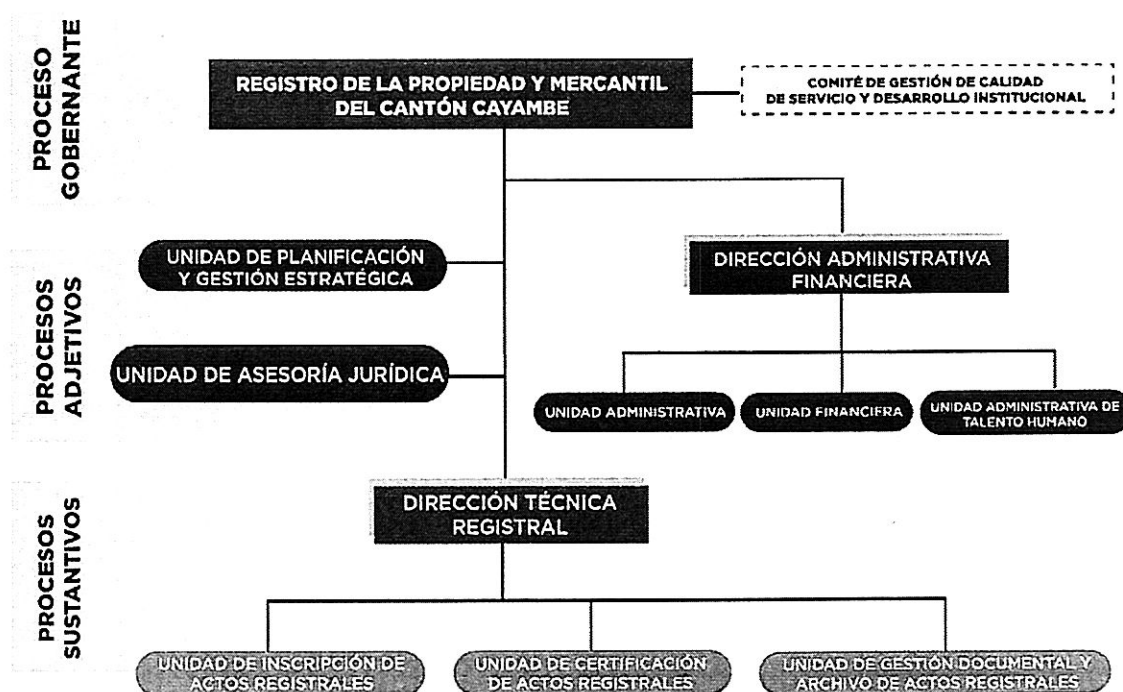 PROCESO
GOBERNANTE
REGISTRO DE LA PROPIEDAD Y MERCANTIL
DEL CANTÓN CAYAMBE
COMITÉ DE GESTIÓN DE CALIDAD
DE SERVICIO Y DESARROLLO INSTITUCIONAL
PROCESOS
ADJETIVOS
UNIDAD DE PLANIFICACIÓN
Y GESTIÓN ESTRATÉGICA
DIRECCIÓN ADMINISTRATIVA
FINANCIERA
UNIDAD DE ASESORÍA JURÍDICA
UNIDAD ADMINISTRATIVA
UNIDAD FINANCIERA
UNIDAD ADMINISTRATIVA DE
TALENTO HUMANO
PROCESOS
SUSTANTIVOS
DIRECCIÓN TÉCNICA
REGISTRAL
UNIDAD DE INSCRIPCIÓN DE
ACTOS REGISTRALES
UNIDAD DE CERTIFICACIÓN
DE ACTOS REGISTRALES
UNIDAD DE GESTIÓN DOCUMENTAL Y
ARCHIVO DE ACTOS REGISTRALES